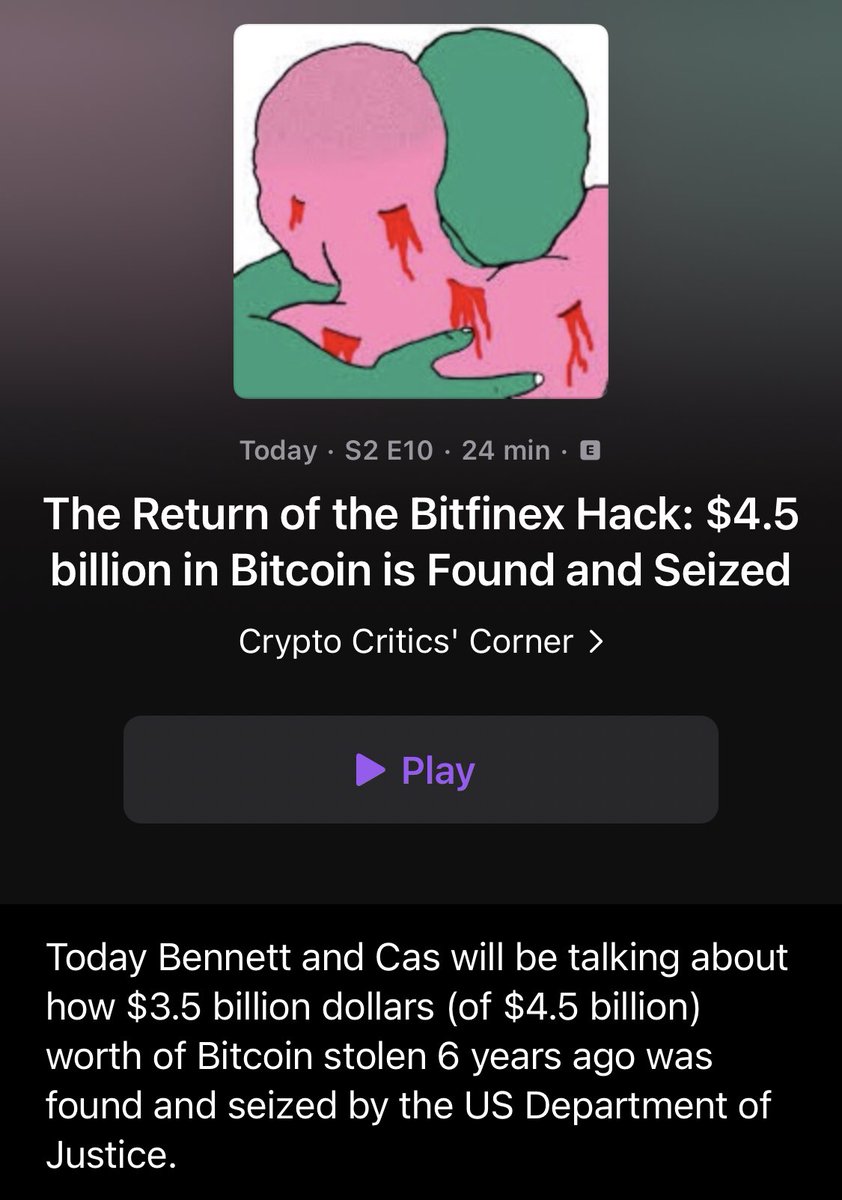 Today · S2 E10 · 24 min · E
The Return of the Bitfinex Hack: $4.5
billion in Bitcoin is Found and Seized
Crypto Critics' Corner
Play
Today Bennett and Cas will be talking about
how $3.5 billion dollars (of $4.5 billion)
worth of Bitcoin stolen 6 years ago was
found and seized by the US Department of
Justice.